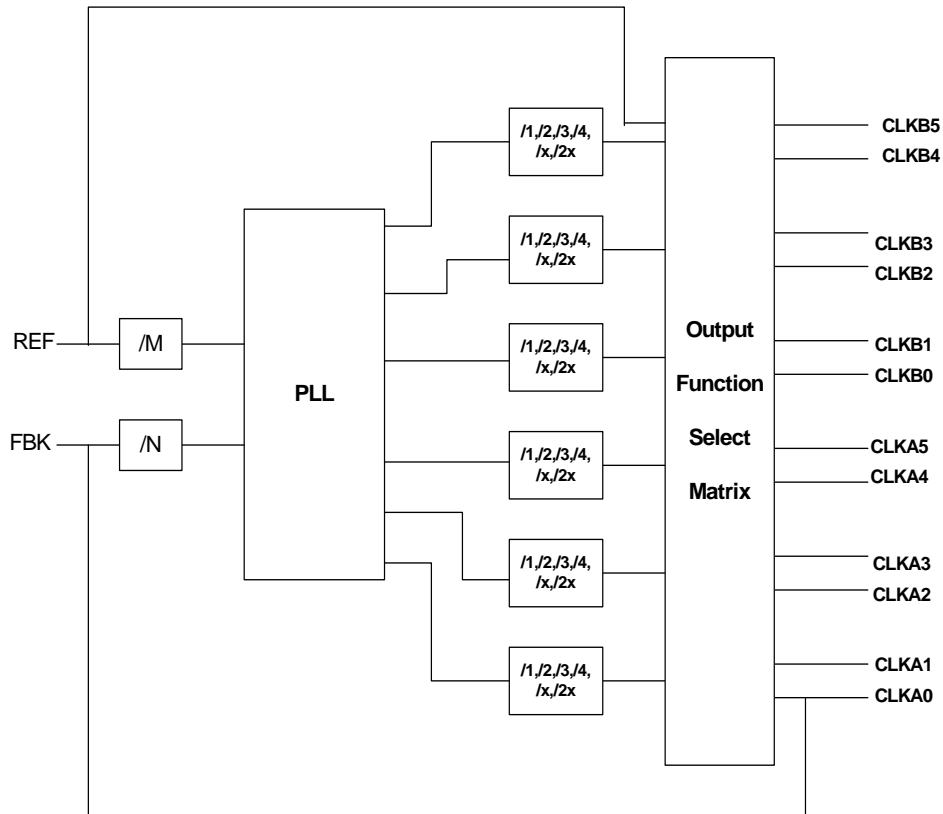 REF
FBK
/M
/N
PLL
/1,/2,/3,/4,
/x,/2x
/1,/2,/3,/4,
/x,/2x
/1,/2,/3,/4,
/x,/2x
/1,/2,/3,/4,
/x,/2x
/1,/2,/3,/4,
/x,/2x
/1,/2,/3,/4,
/x,/2x
Output
Function
Select
Matrix
CLKB5
CLKB4
CLKB3
CLKB2
CLKB1
CLKB0
CLKA5
CLKA4
CLKA3
CLKA2
CLKA1
CLKA0